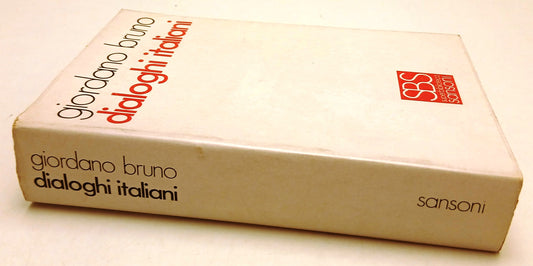 giordano bruno
dialoghi italiani
SBS
sansoni
giordano bruno
dialoghi italiani
sansoni